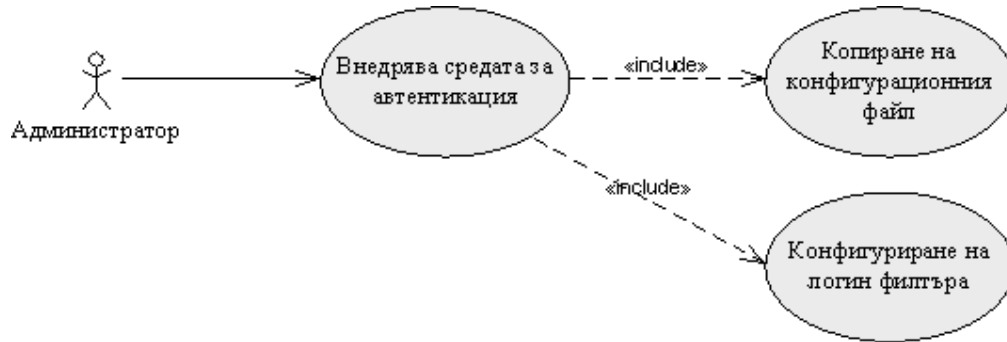 Администратор
Внедрява средата за
автентикация
«include»
Копиране на
конфигурационния
файл
«include»
Конфигуриране на
логин филтъра